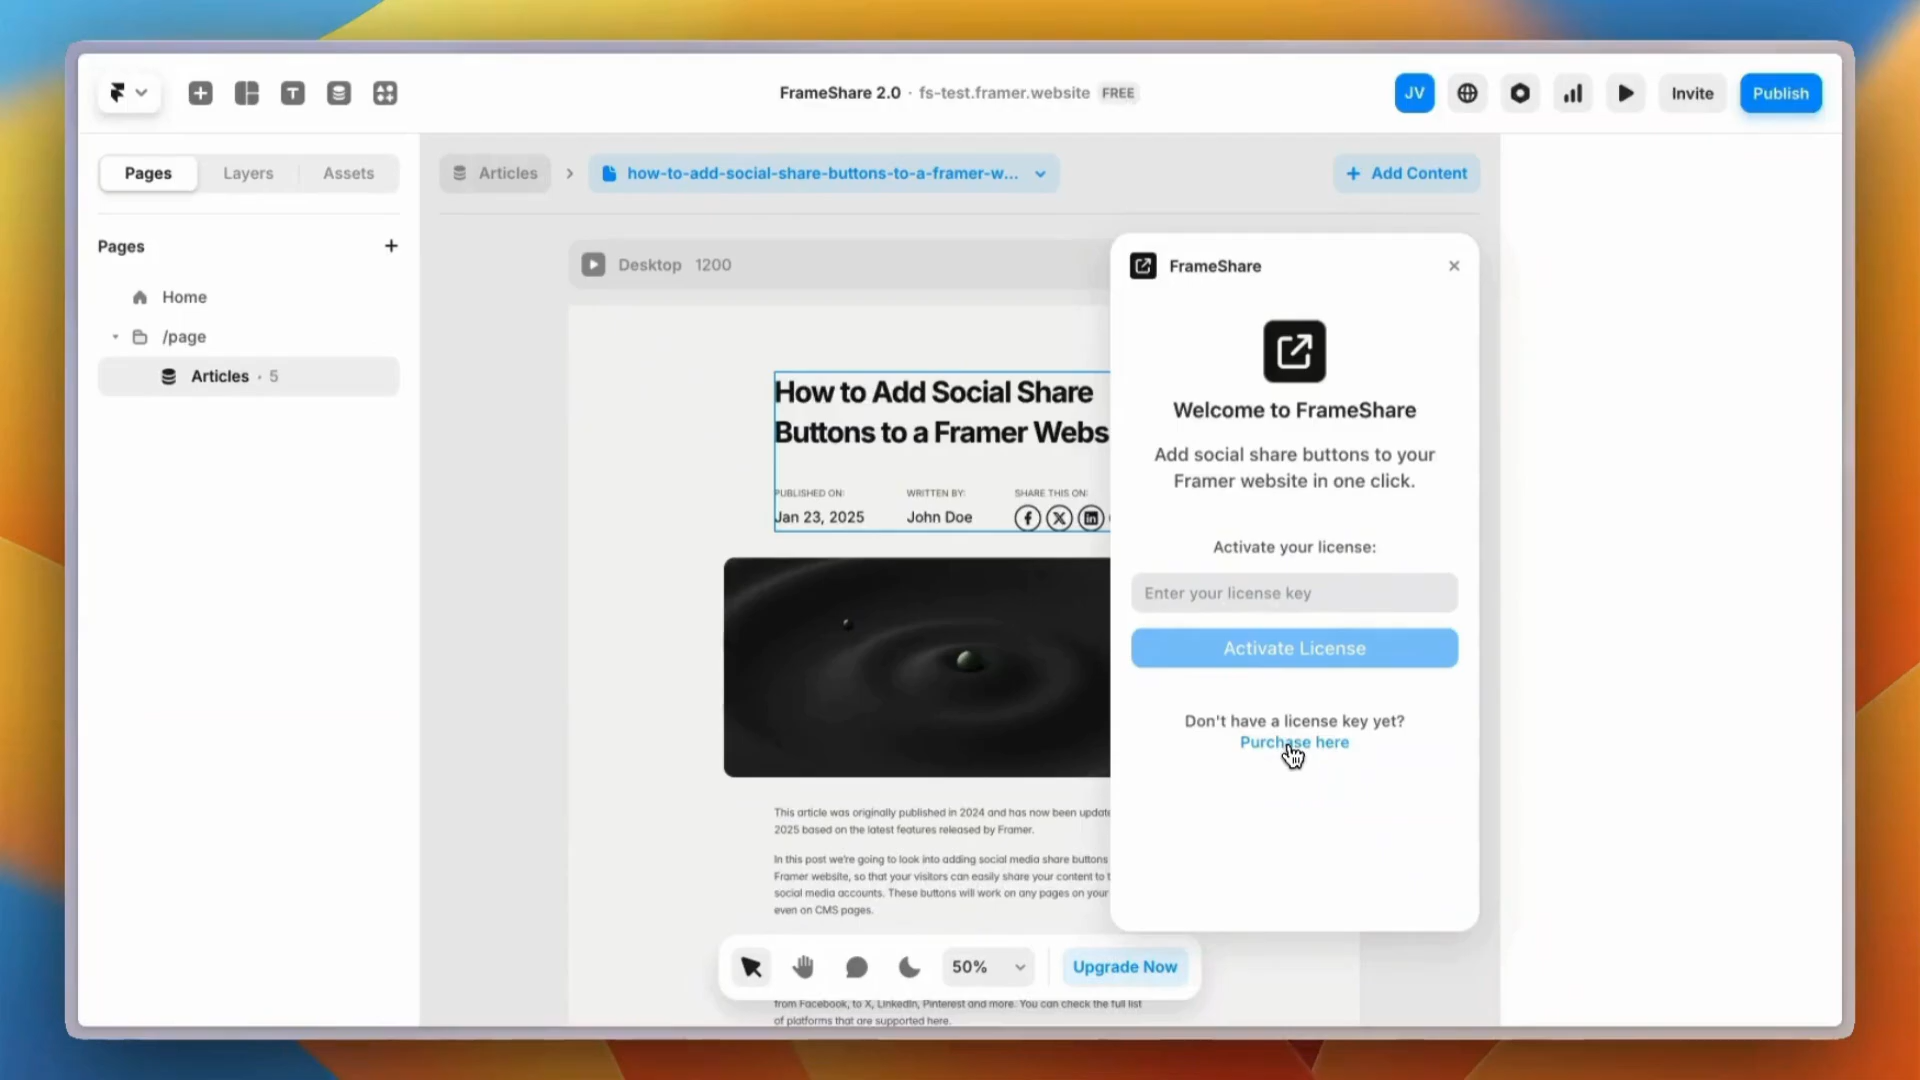 FrameShare 2.0 · fs-test.framer.website FREE
JV
Invite
Publish
Pages
Layers
Assets
Pages
Home
/page
Articles · 5
Articles
how-to-add-social-share-buttons-to-a-framer-w...
Add Content
Desktop 1200
How to Add Social Share
Buttons to a Framer Webs
PUBLISHED ON:
Jan 23, 2025
WRITTEN BY:
John Doe
SHARE THIS ON:
This article was originally published in 2024 and has now been update
2025 based on the latest features released by Framer.
In this post we're going to look into adding social media share buttons
Framer website, so that your visitors can easily share your content to t
social media accounts. These buttons will work on any pages on your
even on CMS pages.
from Facebook, to X, LinkedIn, Pinterest and more. You can check the full list
of platforms that are supported here.
FrameShare
Welcome to FrameShare
Add social share buttons to your
Framer website in one click.
Activate your license:
Enter your license key
Activate License
Don't have a license key yet?
Purchase here
50%
Upgrade Now